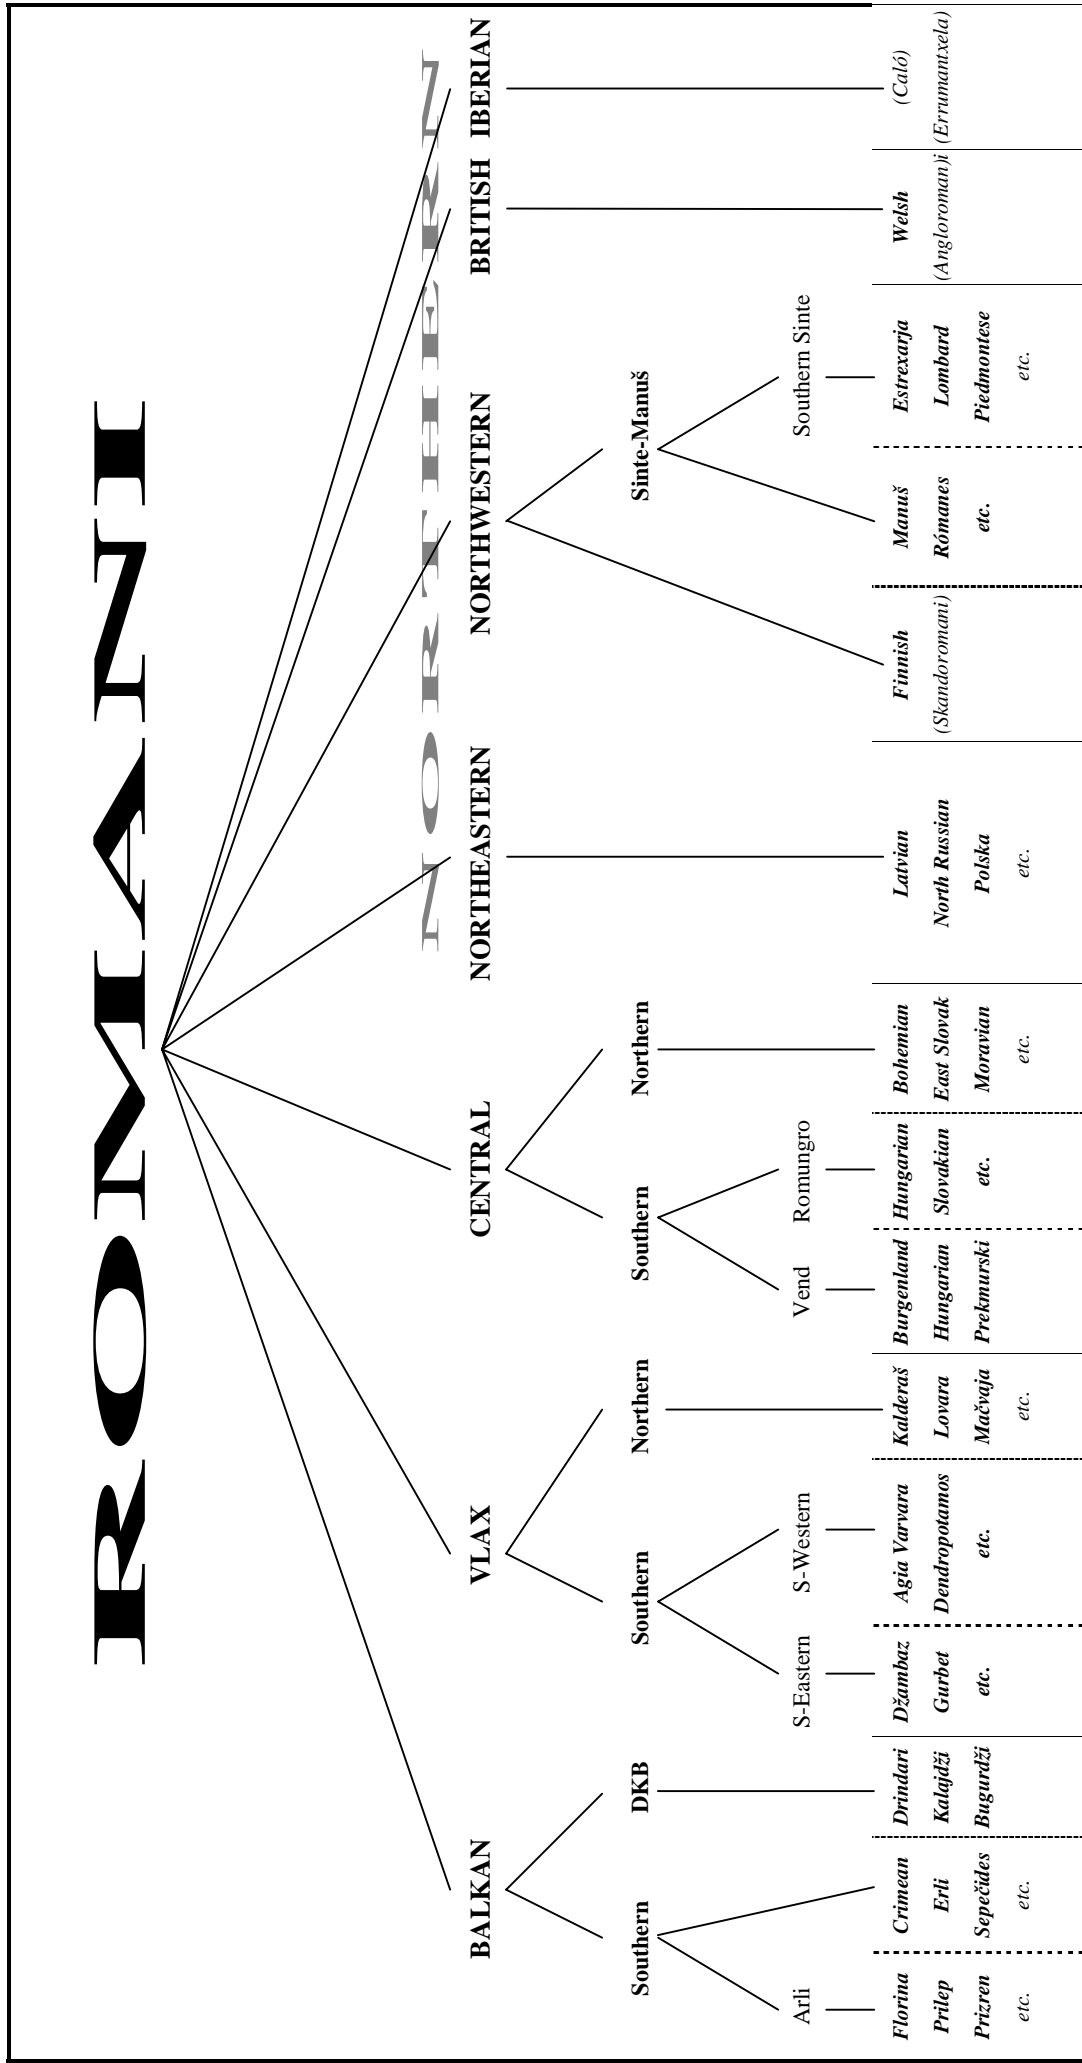 ROMANI
NORTHERN
BALKAN VLAX CENTRAL NORTHEASTERN NORTHWESTERN BRITISH IBERIAN
Southern DKB Southern Northern Southern Northern Sinte-Manuš
Arli S-Eastern S-Western Vend Romungro Southern Sinte
Florina Crimean Drindari Džambaz Agia Varvara Kalderaš Burgenland Hungarian Bohemian Latvian Finnish Manuš Estrexarja Welsh (Caló)
Prilep Erli Kalajdži Gurbet Dendropotamos Lovara Hungarian Slovakian East Slovak North Russian (Skandoromani) Rómanes Lombard (Angloroman)i (Errumantxela)
Prizren Sepečides Bugurdži etc. etc. Mačvaja Prekmurski etc. Moravian Polska etc. Piedmontese
etc. etc. etc. etc. etc. etc.